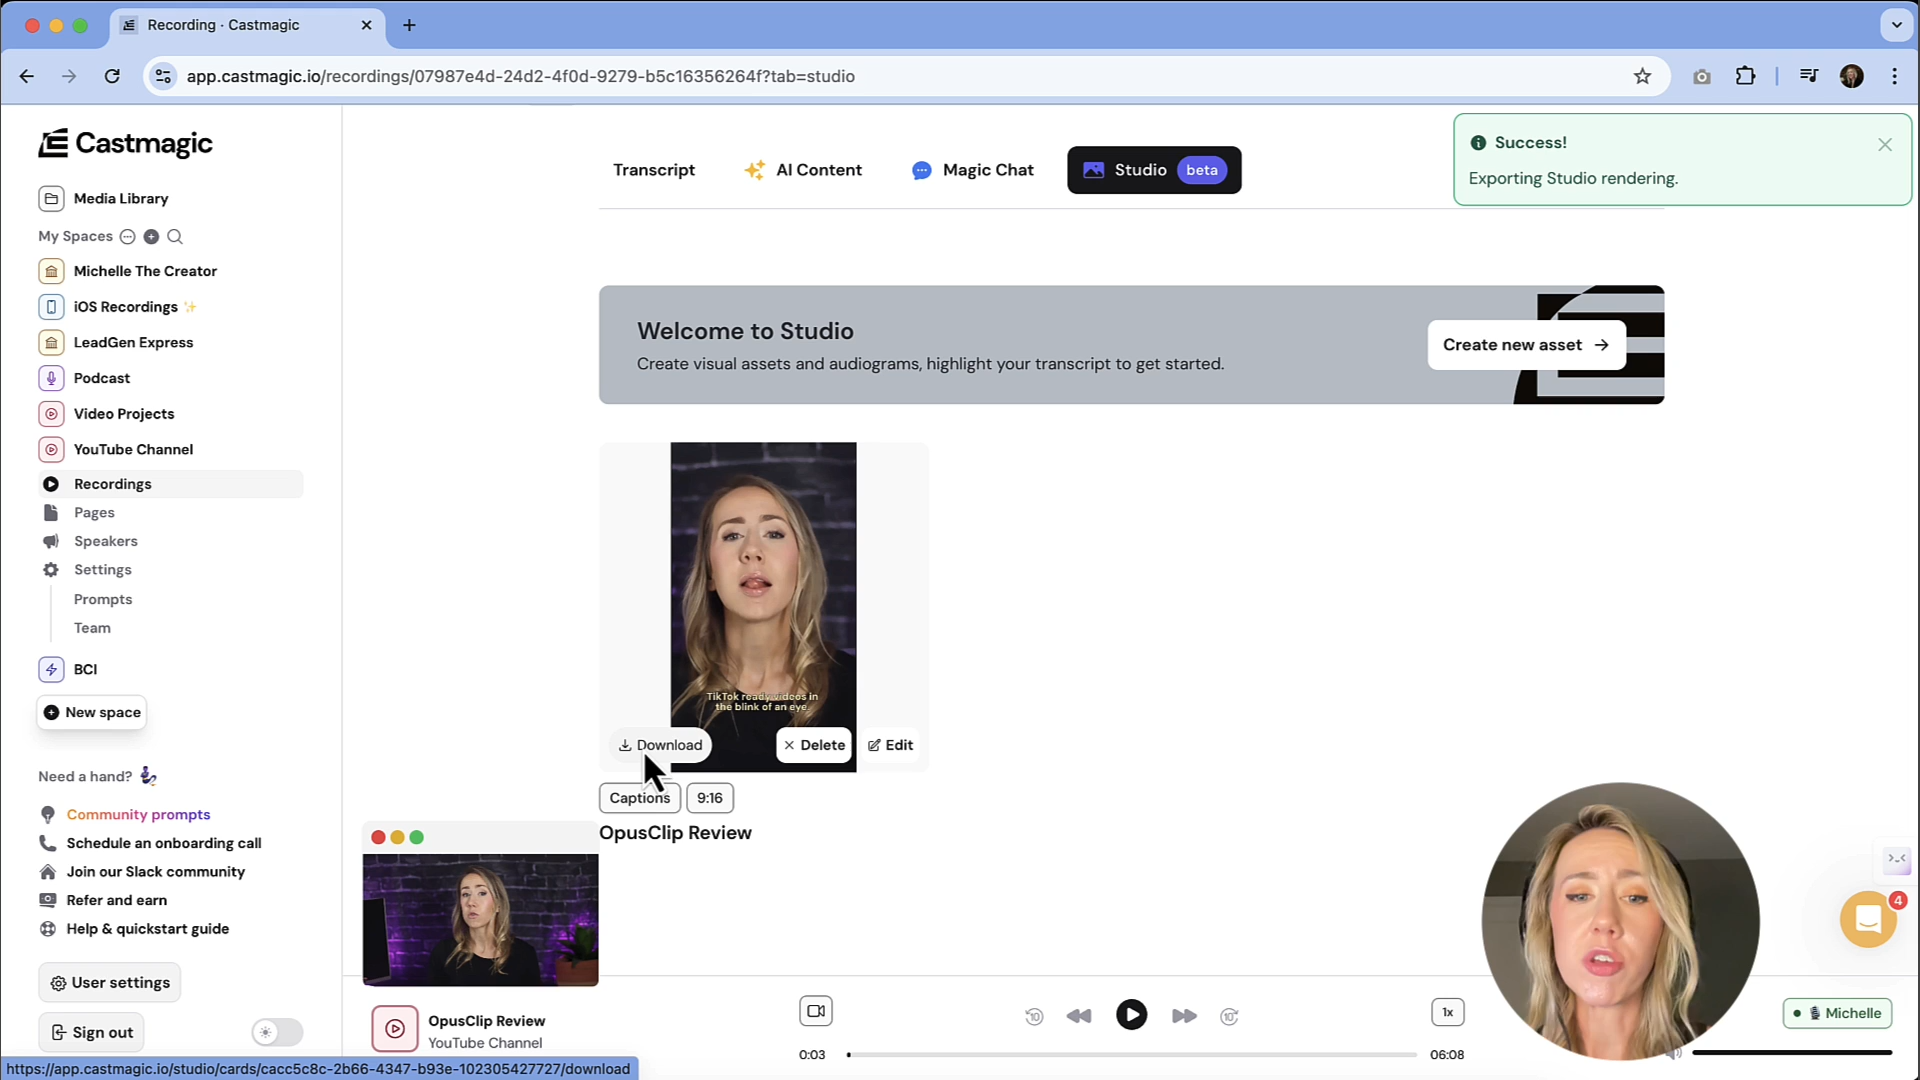 Recording · Castmagic
app.castmagic.io/recordings/07987e4d-24d2-4f0d-9279-b5c16356264f?tab=studio
Castmagic
Media Library
My Spaces
Michelle The Creator
iOS Recordings ✨
LeadGen Express
Podcast
Video Projects
YouTube Channel
Recordings
Pages
Speakers
Settings
Prompts
Team
BCI
New space
Need a hand?
Community prompts
Schedule an onboarding call
Join our Slack community
Refer and earn
Help & quickstart guide
User settings
Sign out
https://app.castmagic.io/studio/cards/cacc5c8c-2b66-4347-b93e-102305427727/download
Transcript
AI Content
Magic Chat
Studio beta
Success!
Exporting Studio rendering.
Welcome to Studio
Create visual assets and audiograms, highlight your transcript to get started.
Create new asset →
TikTok ready videos in
the blink of an eye.
Download
Delete
Edit
Captions
9:16
OpusClip Review
OpusClip Review
YouTube Channel
10
10
1x
0:03
06:08
Michelle
4